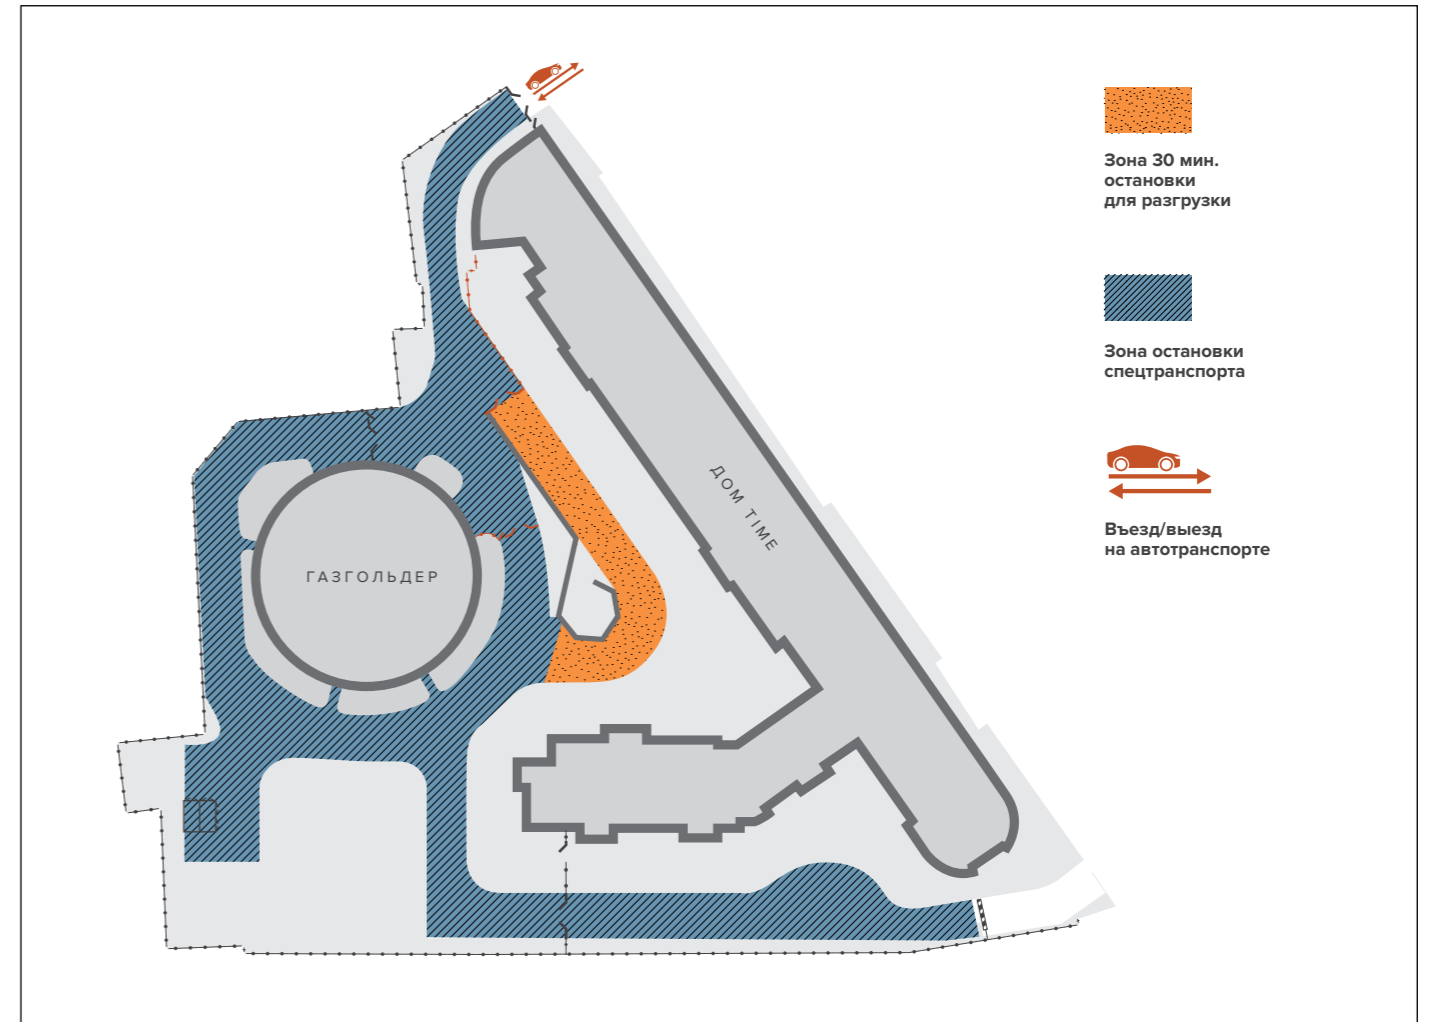 Зона 30 мин.
остановки
для разгрузки
Зона остановки
спецтранспорта
Въезд/выезд
на автотранспорте
ДОМ TIME
ГАЗГОЛЬДЕР